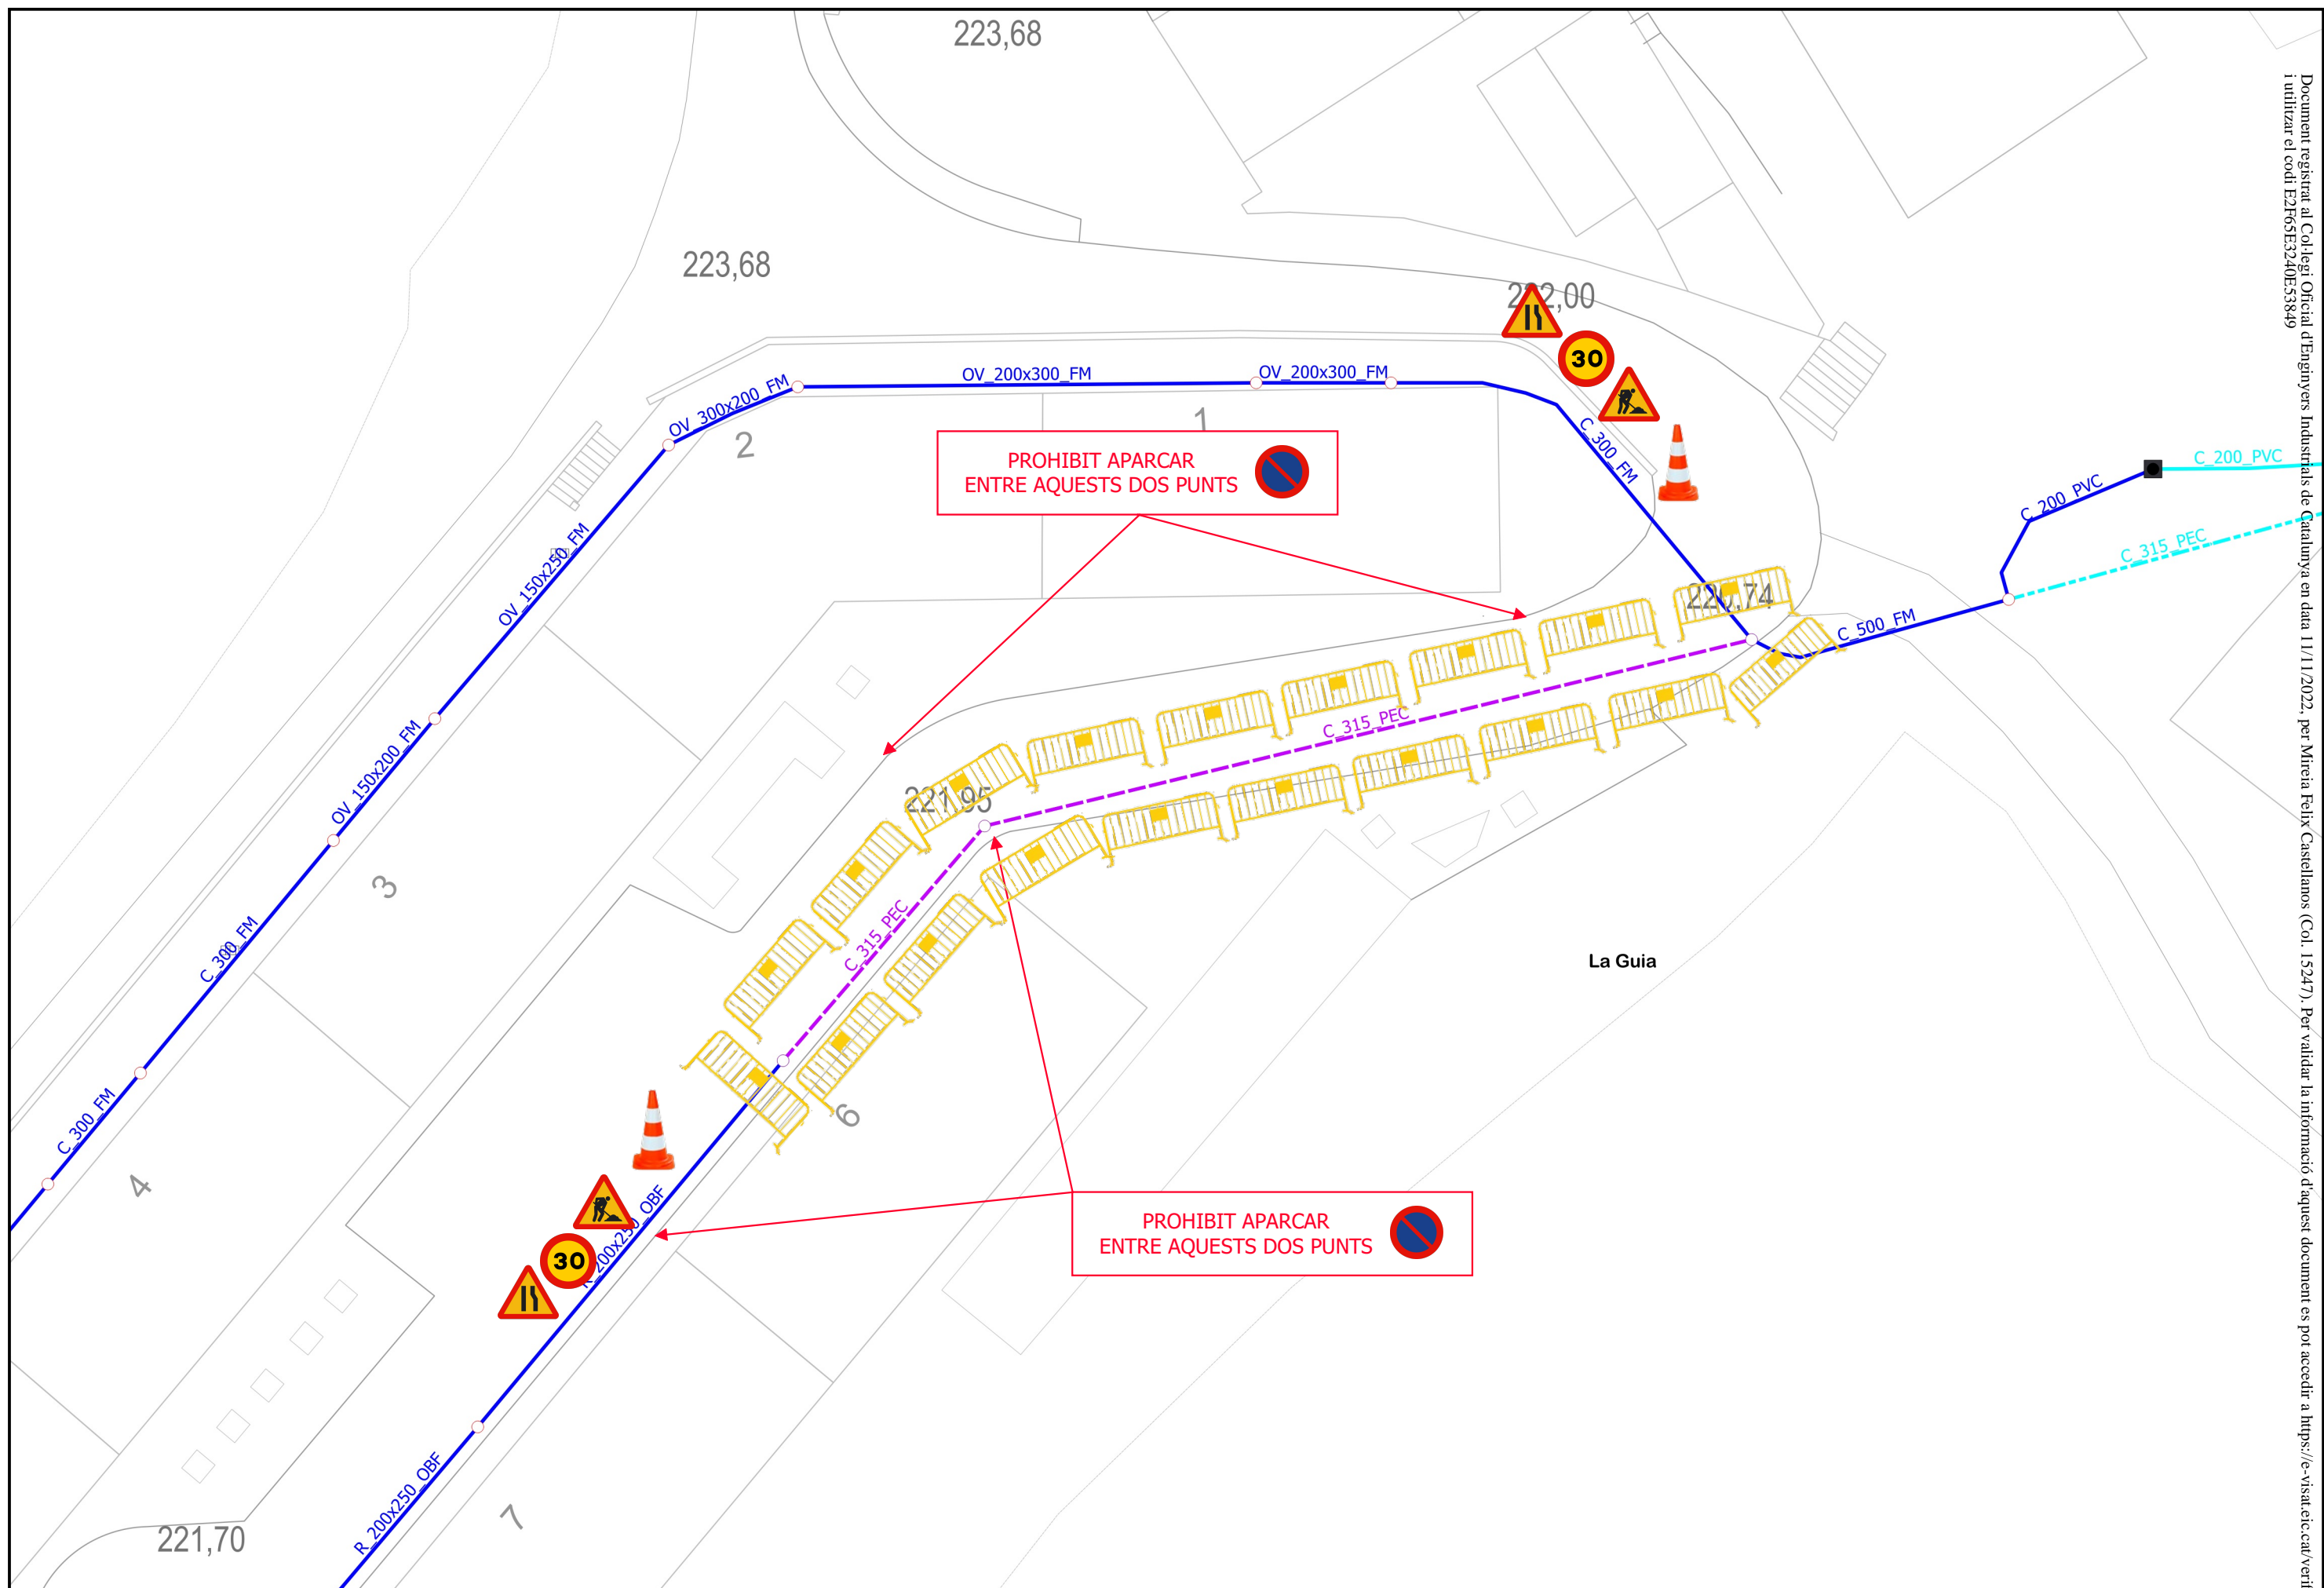 223,68
223,68
222,00
30
OV_300x200_FM
OV_200x300_FM
OV_200x300_FM
2
1
PROHIBIT APARCAR
ENTRE AQUESTS DOS PUNTS
C_300_FM
C_200_PVC
C_200_PVC
C_315_PEC
OV_150x250_FM
C_500_FM
OV_150x200_FM
C_315_PEC
221,95
3
C_300_FM
C_315_PEC
La Guia
C_300_FM
6
4
PROHIBIT APARCAR
ENTRE AQUESTS DOS PUNTS
30
R_200x250_OBF
R_200x250_OBF
7
221,70
Document registrat al Col·legi Oficial d'Enginyers Industrials de Catalunya en data 11/11/2022, per Mireia Felix Castellanos (Col. 15247). Per validar la informació d'aquest document es pot accedir a https://e-visat.eic.cat/verif
i utilitzar el codi E2F65E3240E53849